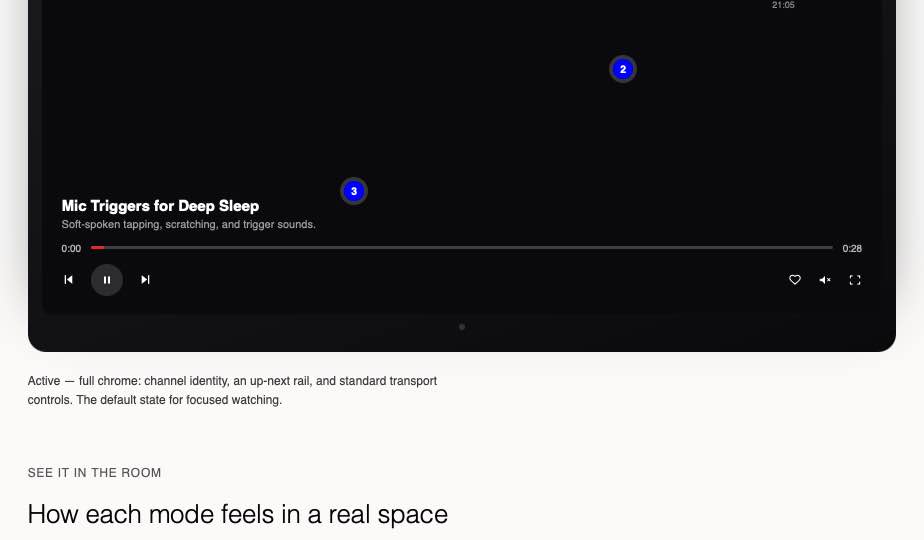 21:05
2
3
Mic Triggers for Deep Sleep
Soft-spoken tapping, scratching, and trigger sounds.
0:00
0:28
Active — full chrome: channel identity, an up-next rail, and standard transport
controls. The default state for focused watching.
SEE IT IN THE ROOM
How each mode feels in a real space